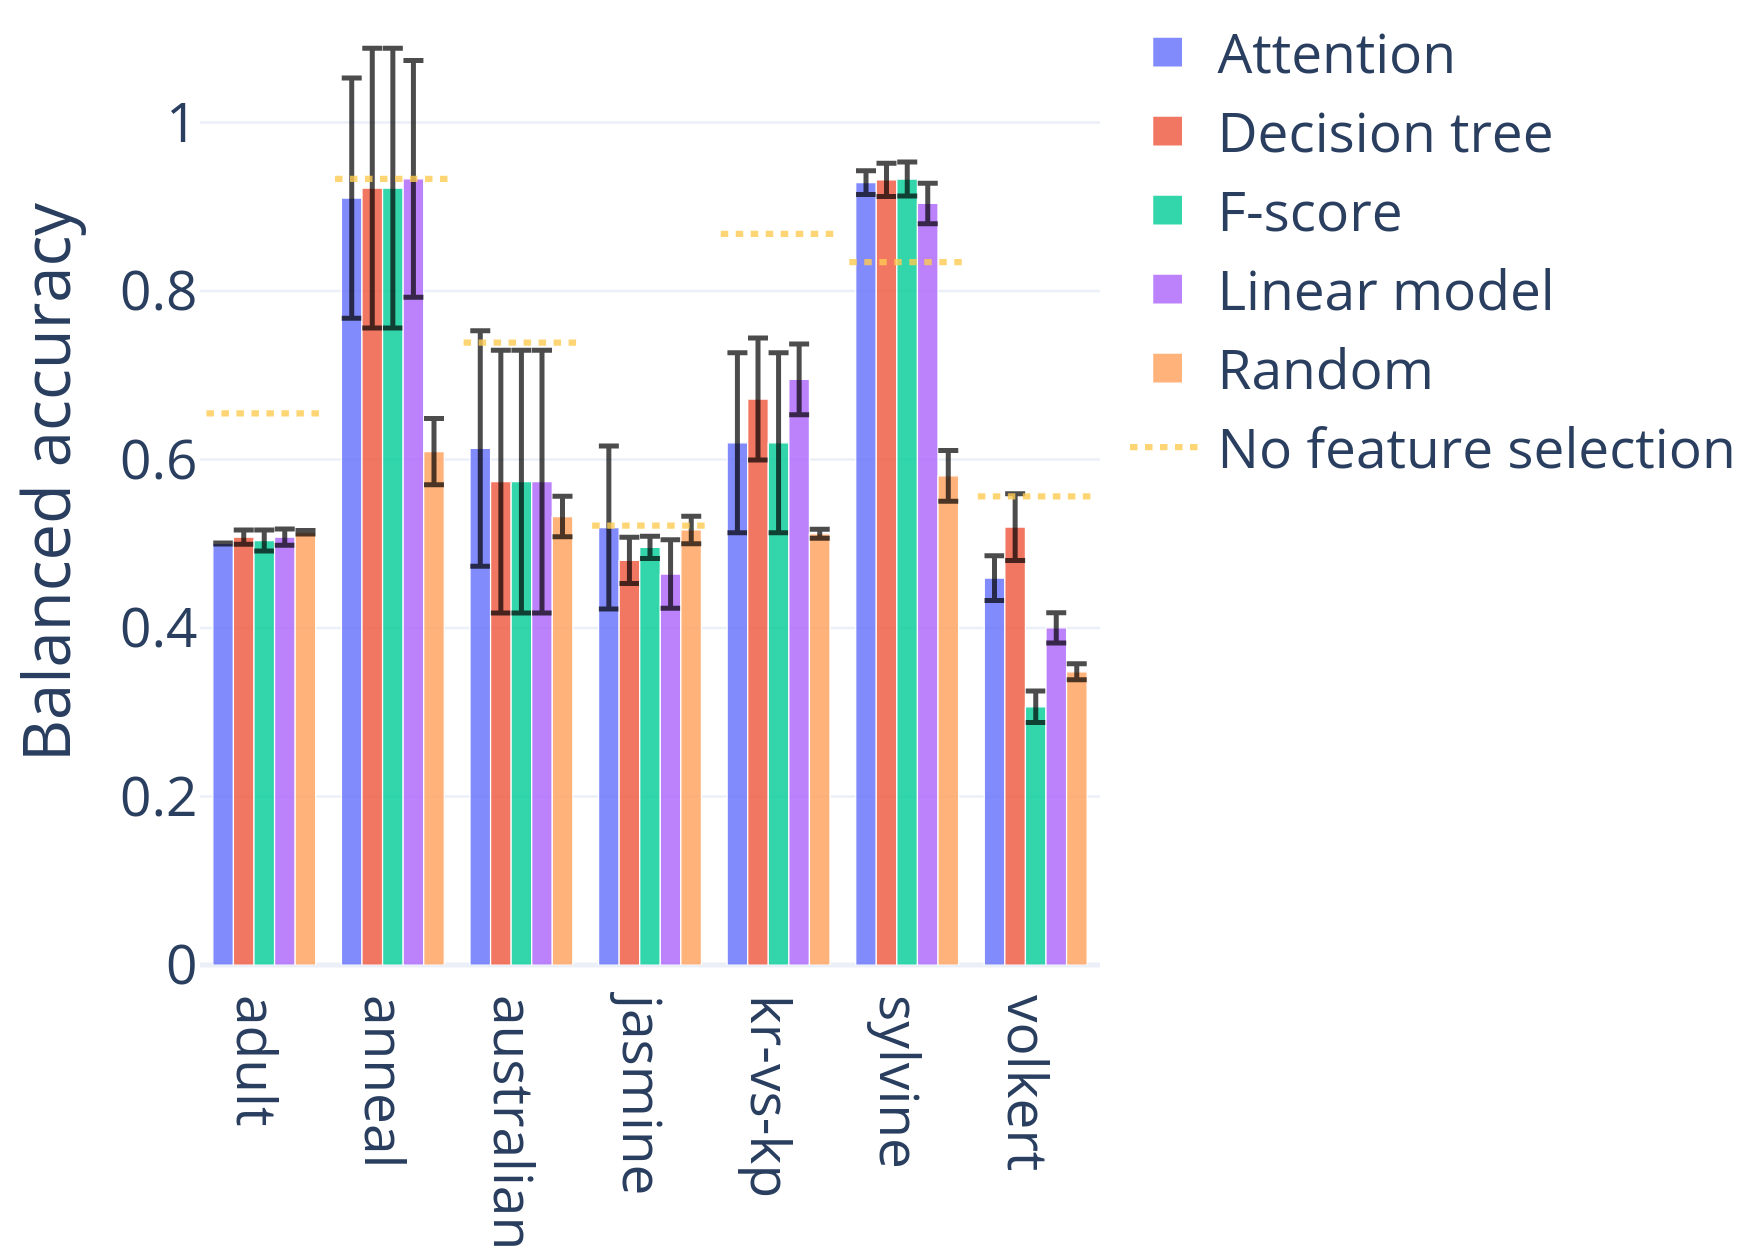 Balanced accuracy
1
0.8
0.6
0.4
0.2
0
adult
anneal
australian
jasmine
kr-vs-kp
sylvine
volkert
Attention
Decision tree
F-score
Linear model
Random
No feature selection